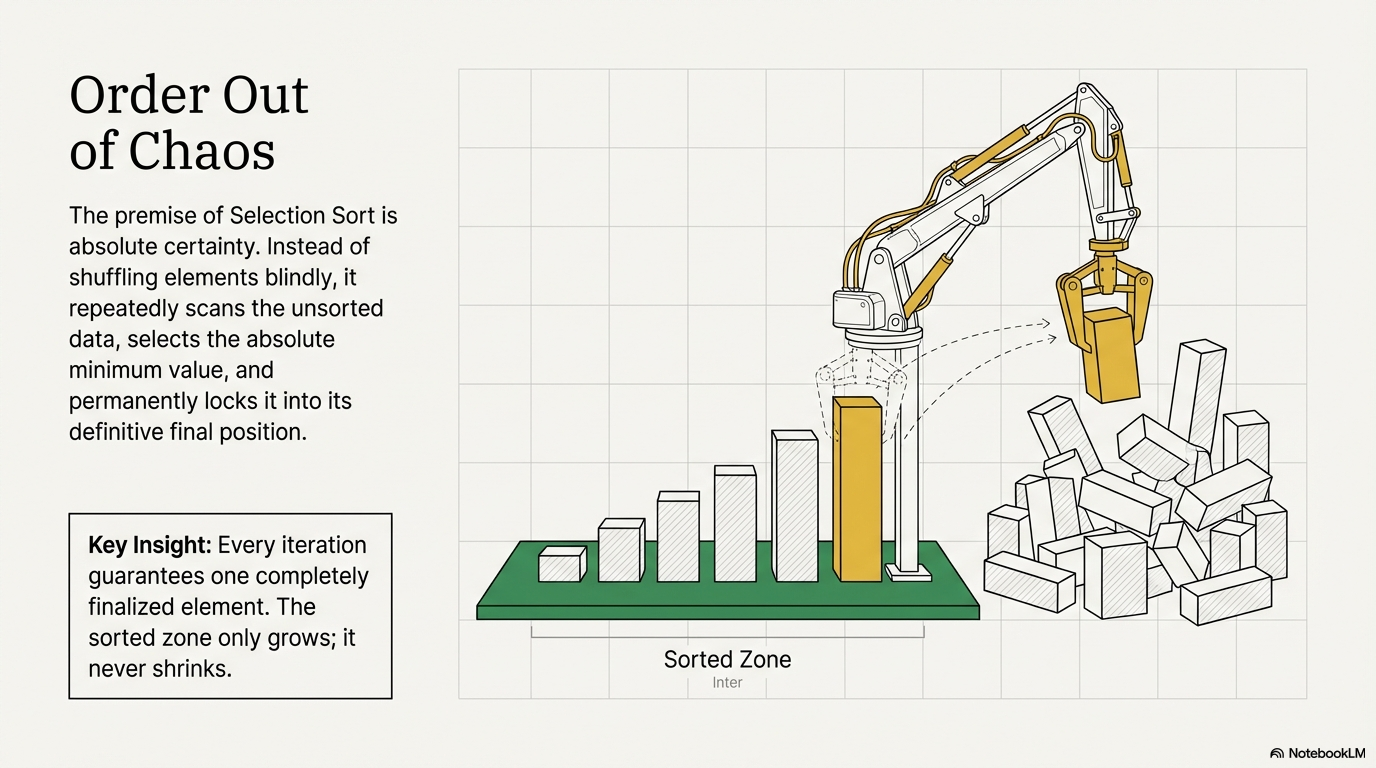 Order Out
of Chaos
The premise of Selection Sort is
absolute certainty. Instead of
shuffling elements blindly, it
repeatedly scans the unsorted
data, selects the absolute
minimum value, and
permanently locks it into its
definitive final position.
Key Insight: Every iteration
guarantees one completely
finalized element. The
sorted zone only grows; it
never shrinks.
Sorted Zone
Inter
NotebookLM